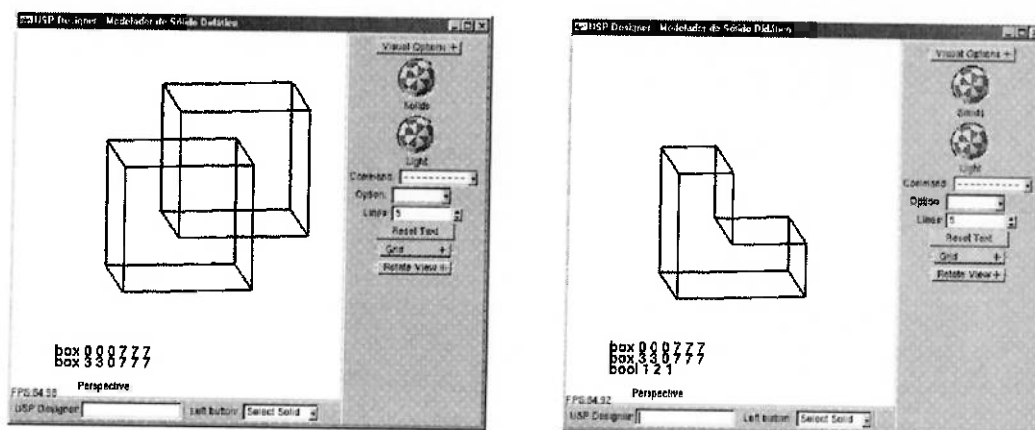 USP Designer - Modelador de Sólido Didático
Visual Options +
Solids
Light
Command: ----------
Option:
Lines: 5
Reset Text
Grid +
Rotate View +
box 0 0 0 7 7 7
box 3 3 0 7 7 7
Perspective
FPS:64.98
USP Designer:
Left button: Select Solid
USP Designer - Modelador de Sólido Didático
Visual Options +
Solids
Light
Command: ----------
Option
Lines: 5
Reset Text
Grid +
Rotate View +
box 0 0 0 7 7 7
box 3 3 0 7 7 7
bool 1 2 1
Perspective
FPS:64.92
USP Designer:
Left button: Select Solid